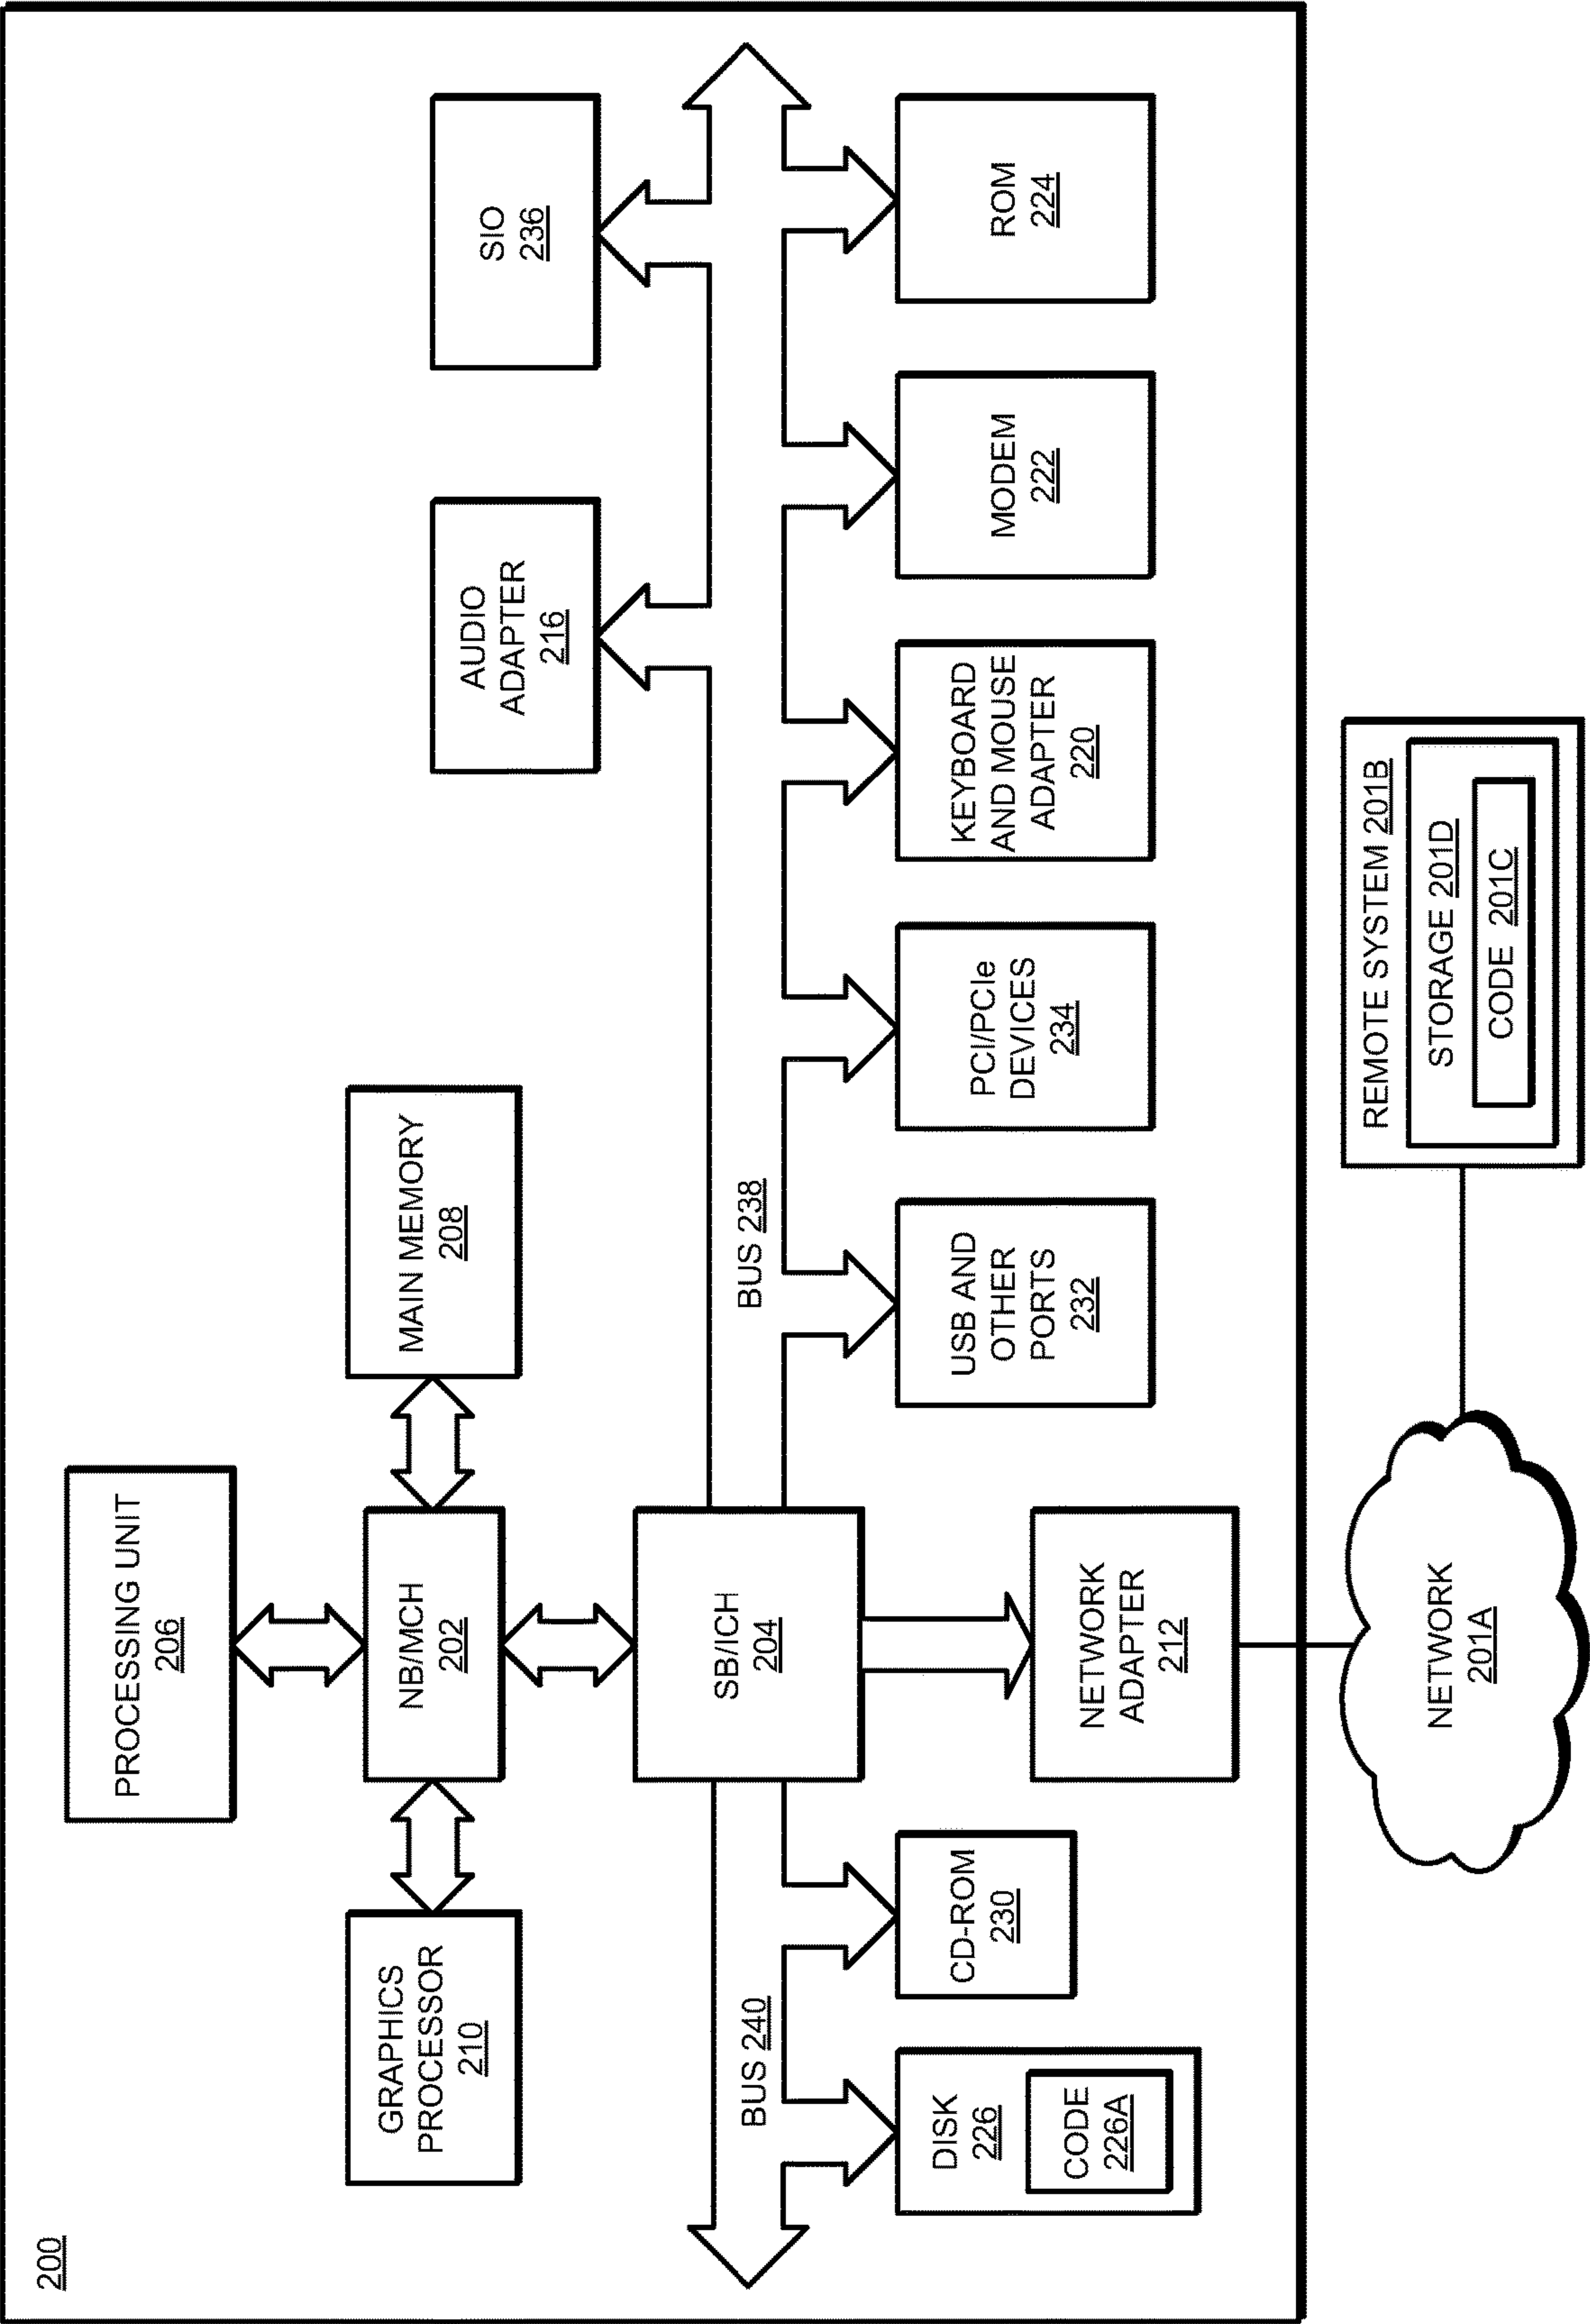 200
PROCESSING UNIT
206
GRAPHICS
PROCESSOR
210
NB/MCH
202
MAIN MEMORY
208
AUDIO
ADAPTER
216
SIO
236
SB/ICH
204
BUS 240
BUS 238
DISK
226
CODE
226A
CD-ROM
230
NETWORK
ADAPTER
212
USB AND
OTHER
PORTS
232
PCI/PCIe
DEVICES
234
KEYBOARD
AND MOUSE
ADAPTER
220
MODEM
222
ROM
224
NETWORK
201A
REMOTE SYSTEM 201B
STORAGE 201D
CODE 201C